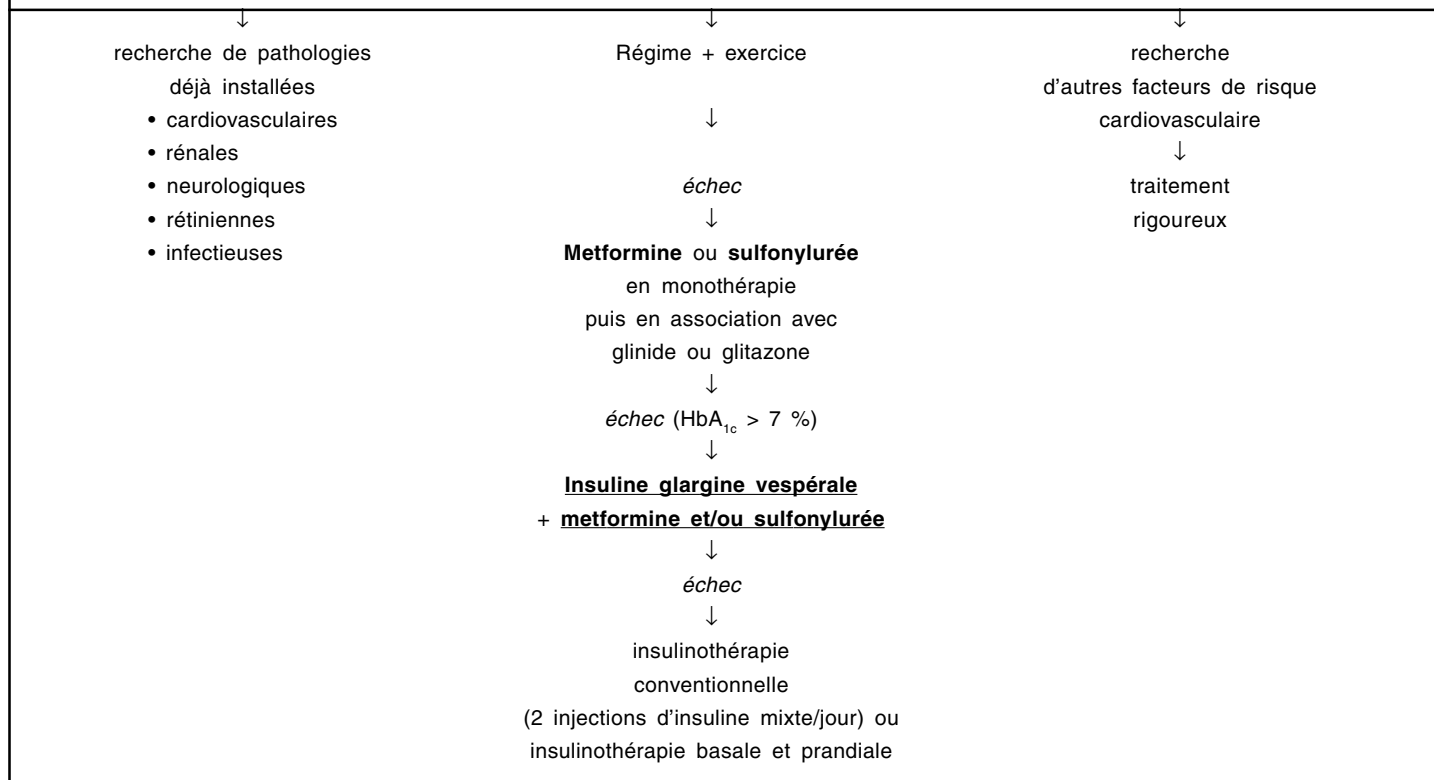 ↓
recherche de pathologies
déjà installées
• cardiovasculaires
• rénales
• neurologiques
• rétiniennes
• infectieuses
↓
Régime + exercice
↓
échec
↓
Metformine ou sulfonylurée
en monothérapie
puis en association avec
glinide ou glitazone
↓
échec (HbA1c > 7 %)
↓
Insuline glargine vespérale
+ metformine et/ou sulfonylurée
↓
échec
↓
insulinothérapie
conventionnelle
(2 injections d'insuline mixte/jour) ou
insulinothérapie basale et prandiale
↓
recherche
d'autres facteurs de risque
cardiovasculaire
↓
traitement
rigoureux